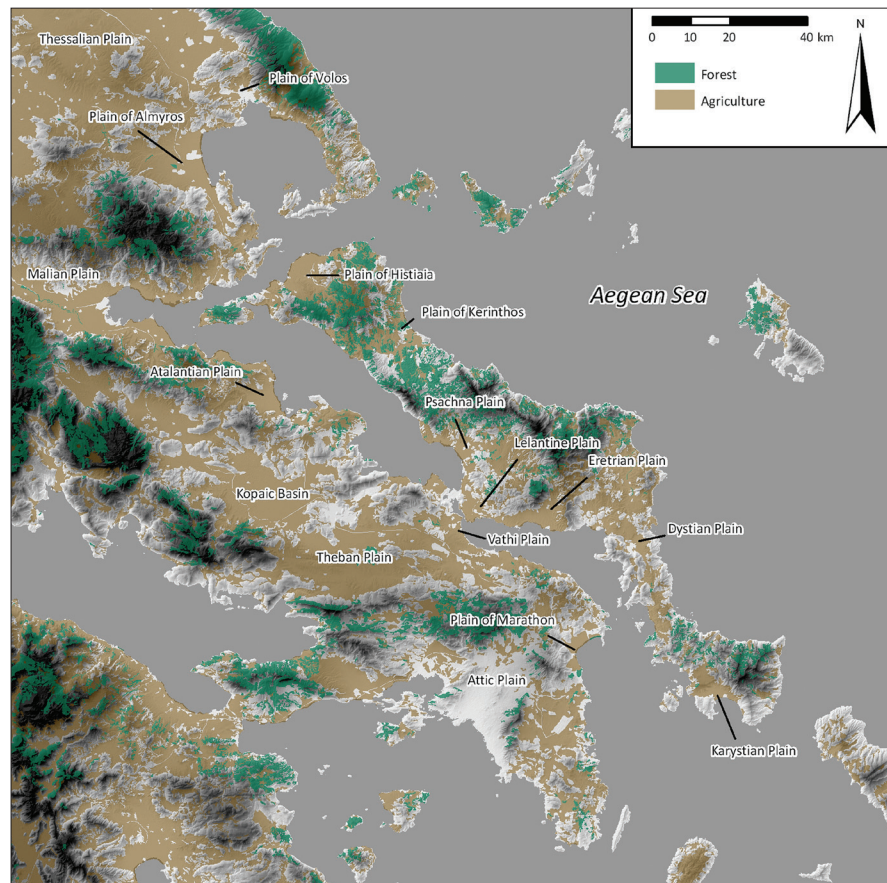 0 10 20 40 km
N
Forest
Agriculture
Thessalian Plain
Plain of Volos
Plain of Almyros
Malian Plain
Plain of Histiaia
Aegean Sea
Plain of Kerinthos
Atalantian Plain
Psachna Plain
Lelantine Plain
Eretrian Plain
Kopaic Basin
Dystian Plain
Vathi Plain
Theban Plain
Plain of Marathon
Attic Plain
Karystian Plain